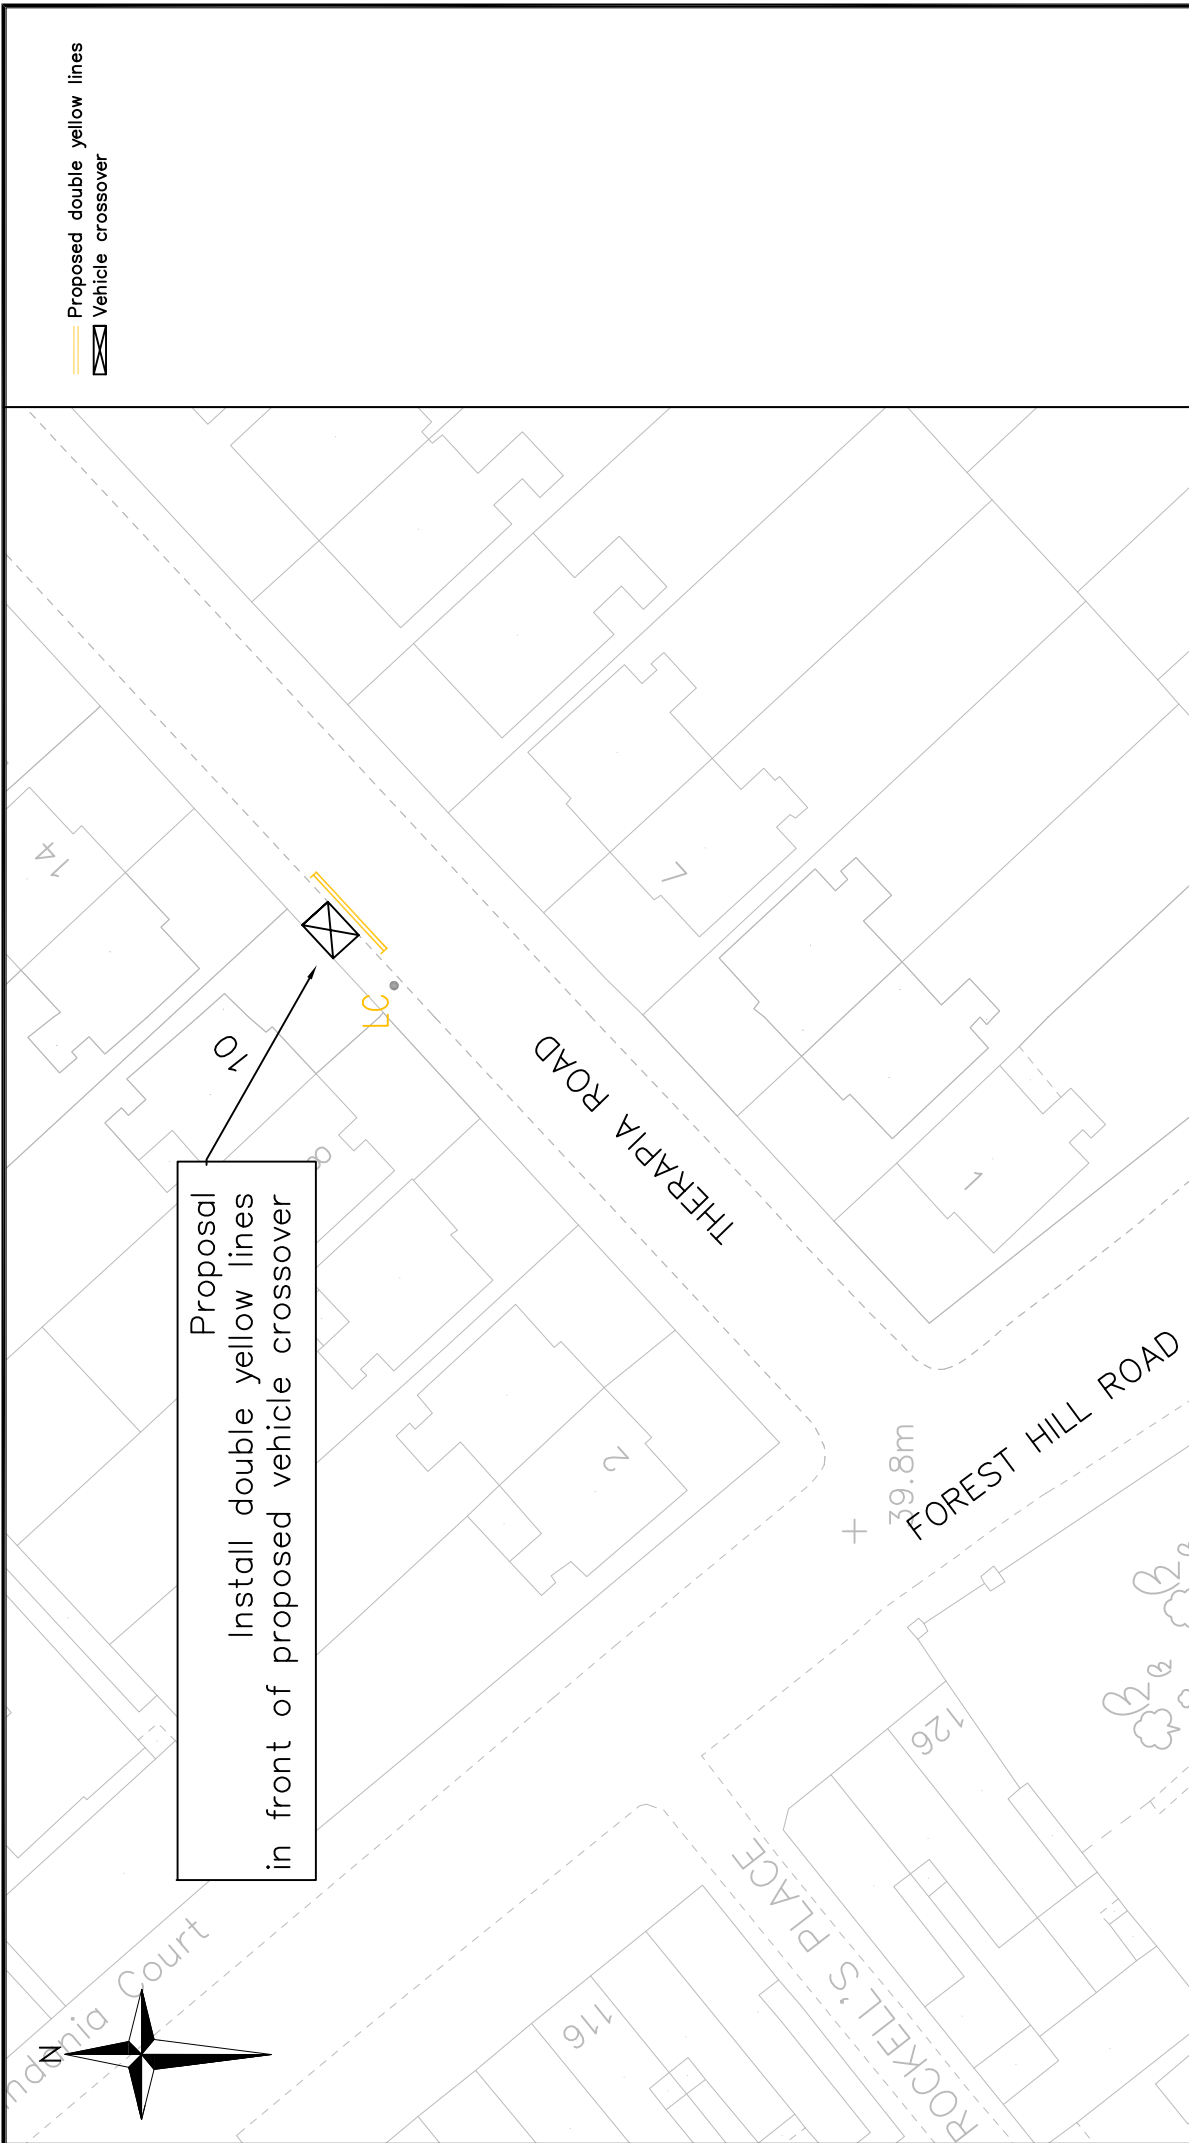 Proposed double yellow lines
Vehicle crossover
14
10
LC
7
8
THERAPIA ROAD
Proposal
Install double yellow lines
in front of proposed vehicle crossover
1
2
39.8m
FOREST HILL ROAD
126
ROCKELL'S PLACE
116
Court
N